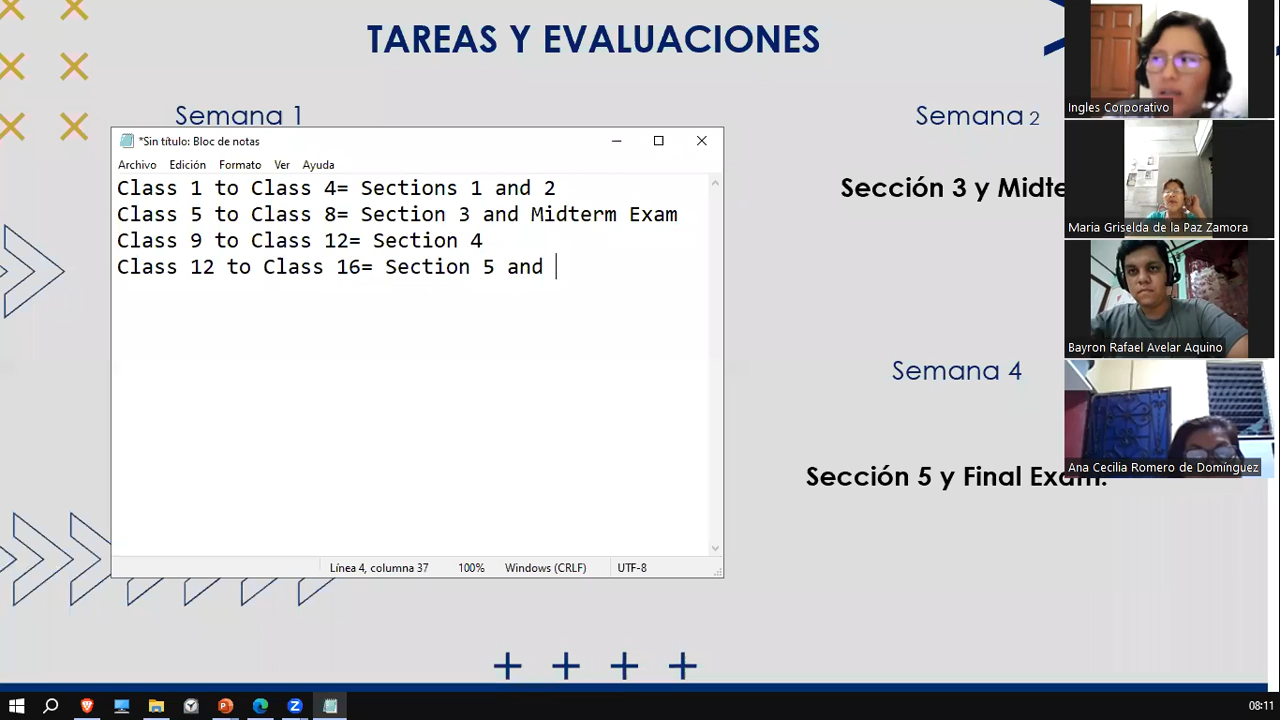 TAREAS Y EVALUACIONES
Semana 1
Semana 2
*Sin título: Bloc de notas
Archivo Edición Formato Ver Ayuda
Class 1 to Class 4= Sections 1 and 2
Class 5 to Class 8= Section 3 and Midterm Exam
Class 9 to Class 12= Section 4
Class 12 to Class 16= Section 5 and
Línea 4, columna 37 100% Windows (CRLF) UTF-8
Sección 3 y Midte
Semana 4
Sección 5 y Final Exam.
Ingles Corporativo
Maria Griselda de la Paz Zamora
Bayron Rafael Avelar Aquino
Ana Cecilia Romero de Domínguez
08:11